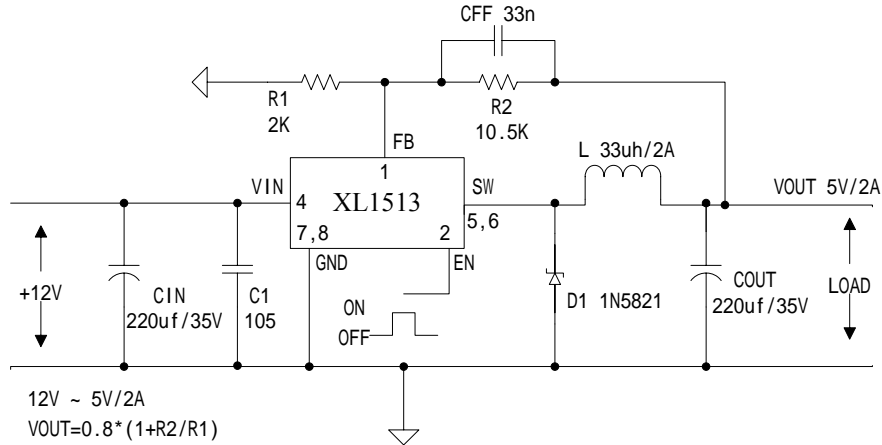 CFF 33n
R1
2K
R2
10.5K
FB
1
L 33uh/2A
VIN
4
XL1513
SW
5,6
VOUT 5V/2A
7,8
2
GND
EN
+12V
CIN
220uf/35V
C1
105
ON
OFF
D1 1N5821
COUT
220uf/35V
LOAD
12V ~ 5V/2A
VOUT=0.8*(1+R2/R1)